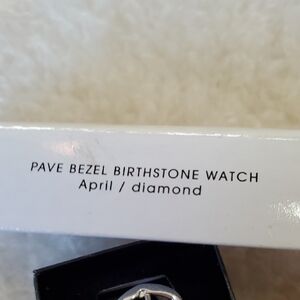 PAVE BEZEL BIRTHSTONE WATCH
April / diamond